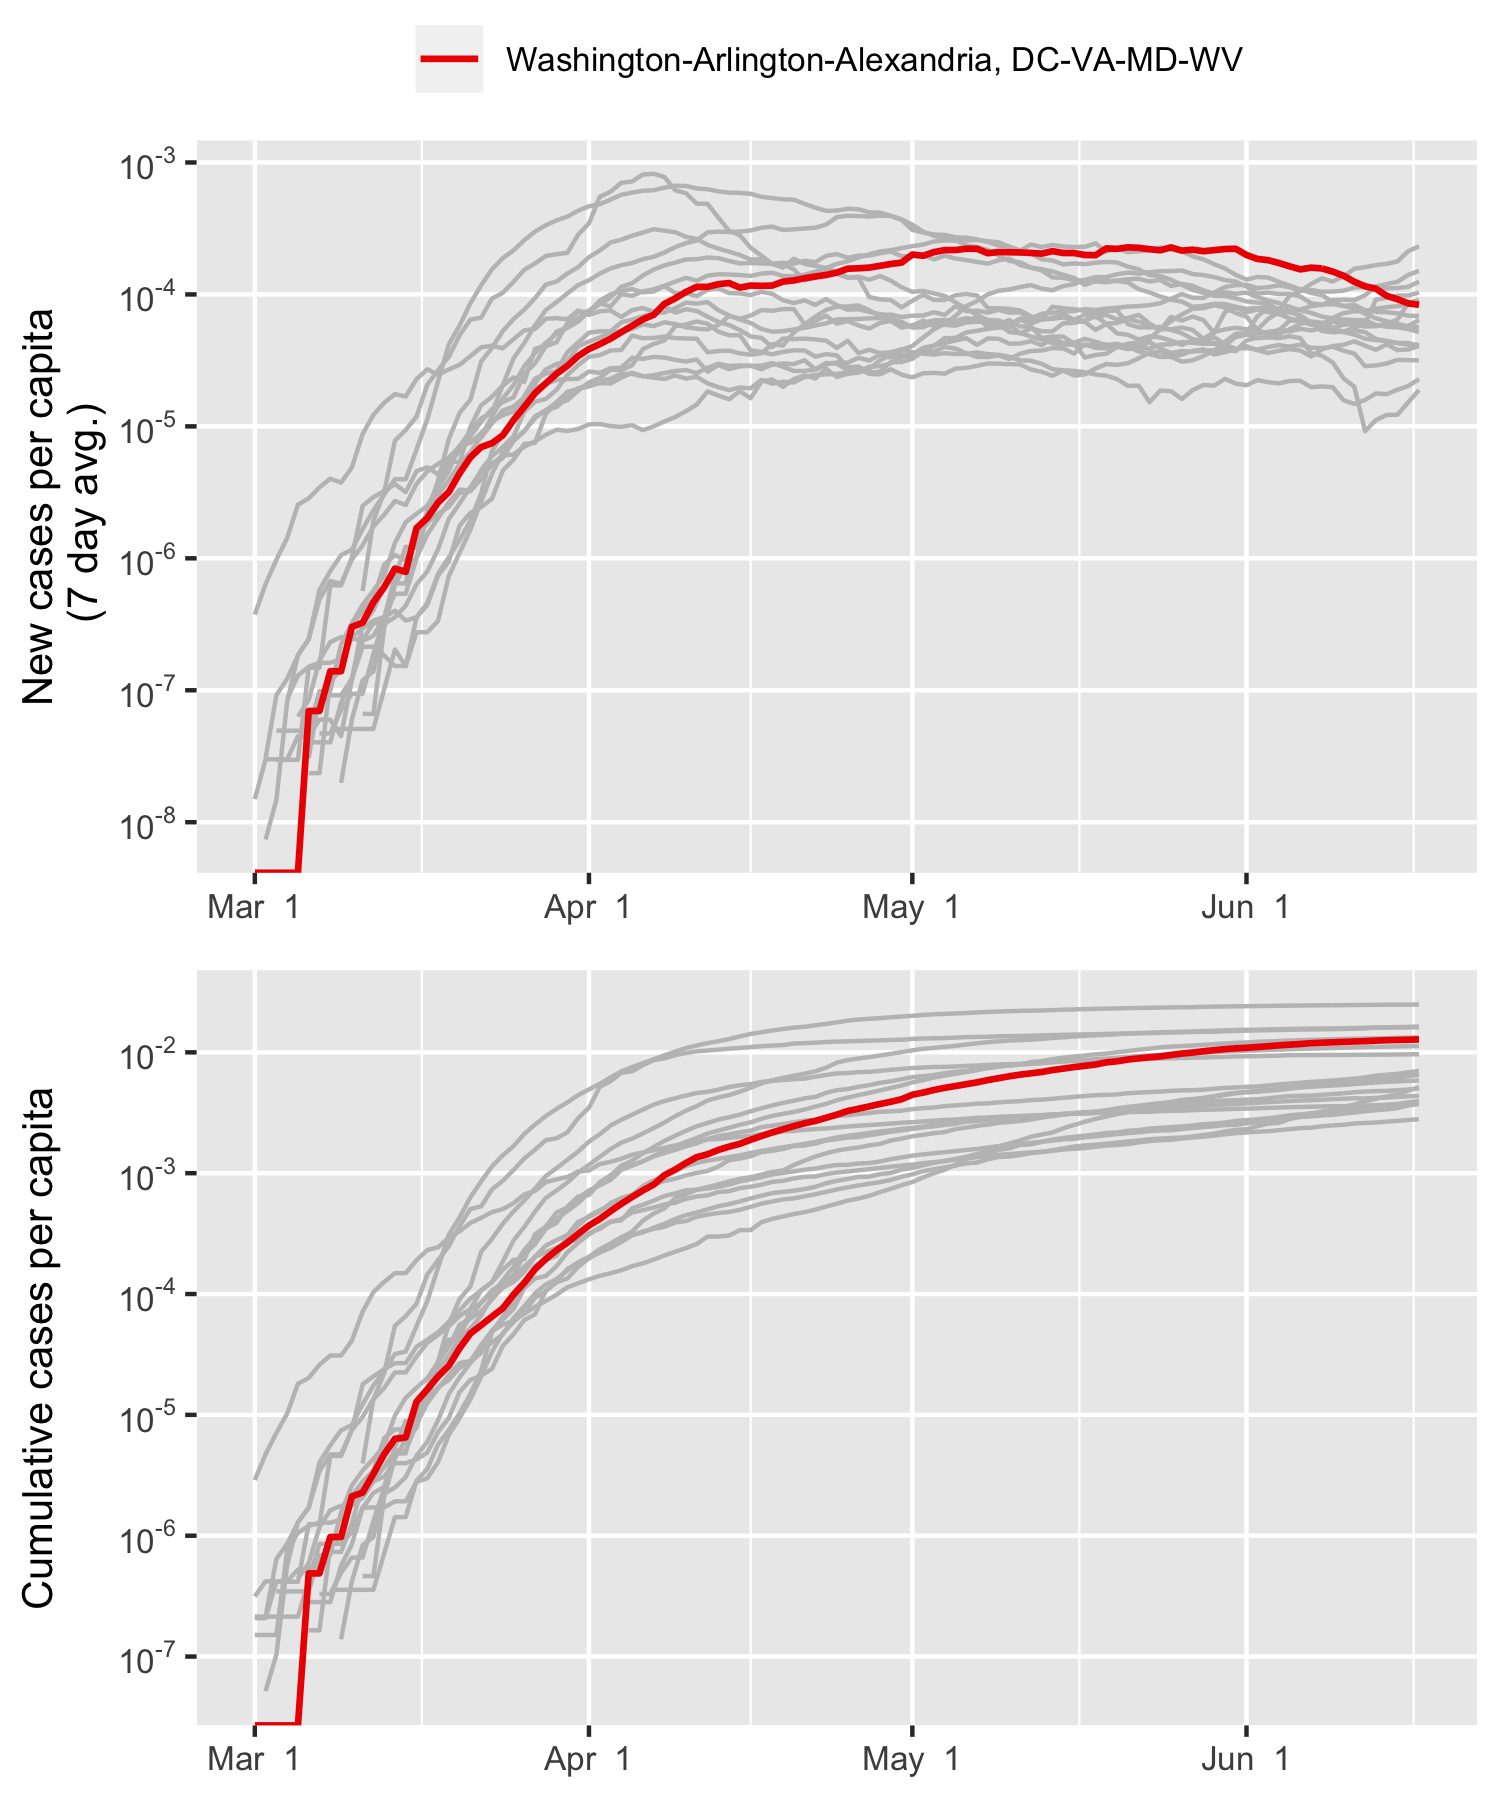 Washington-Arlington-Alexandria, DC-VA-MD-WV
New cases per capita
(7 day avg.)
10-3
10-4
10-5
10-6
10-7
10-8
Mar 1 Apr 1 May 1 Jun 1
Cumulative cases per capita
10-2
10-3
10-4
10-5
10-6
10-7
Mar 1 Apr 1 May 1 Jun 1